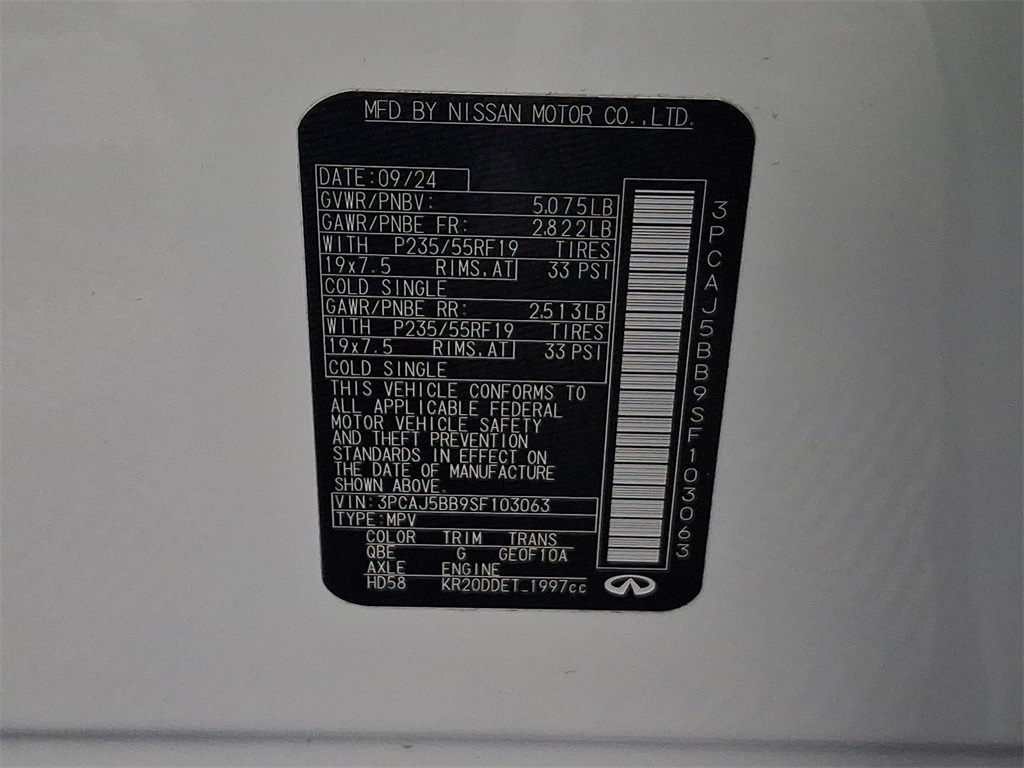 MFD BY NISSAN MOTOR CO.,LTD.
DATE:09/24
GVWR/PNBV: 5,075LB
GAWR/PNBE FR: 2,822LB
WITH P235/55RF19 TIRES
19x7.5 RIMS.AT 33 PSI
COLD SINGLE
GAWR/PNBE RR: 2,513LB
WITH P235/55RF19 TIRES
19x7.5 RIMS.AT 33 PSI
COLD SINGLE
THIS VEHICLE CONFORMS TO
ALL APPLICABLE FEDERAL
MOTOR VEHICLE SAFETY
AND THEFT PREVENTION
STANDARDS IN EFFECT ON
THE DATE OF MANUFACTURE
SHOWN ABOVE.
VIN:3PCAJ5BB9SF103063
TYPE:MPV
COLOR TRIM TRANS
QBE G GE0F10A
AXLE ENGINE
HD58 KR20DDET_1997cc
3PCAJ5BB9SF103063